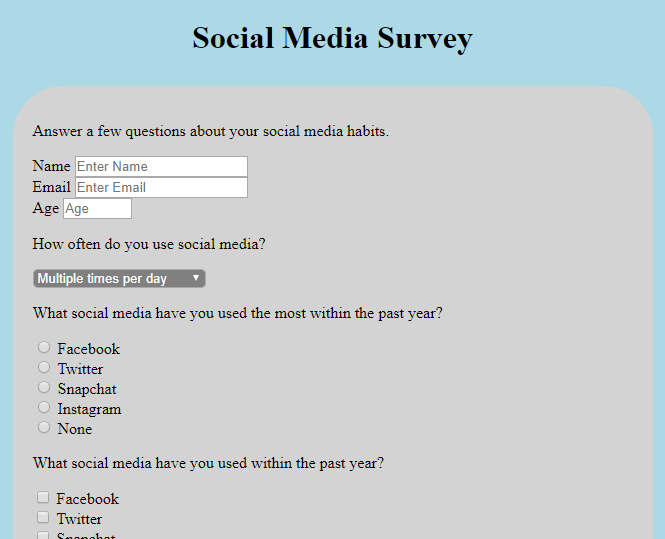 Social Media Survey
Answer a few questions about your social media habits.
Name Enter Name
Email Enter Email
Age Age
How often do you use social media?
Multiple times per day
What social media have you used the most within the past year?
Facebook
Twitter
Snapchat
Instagram
None
What social media have you used within the past year?
Facebook
Twitter
Snapchat